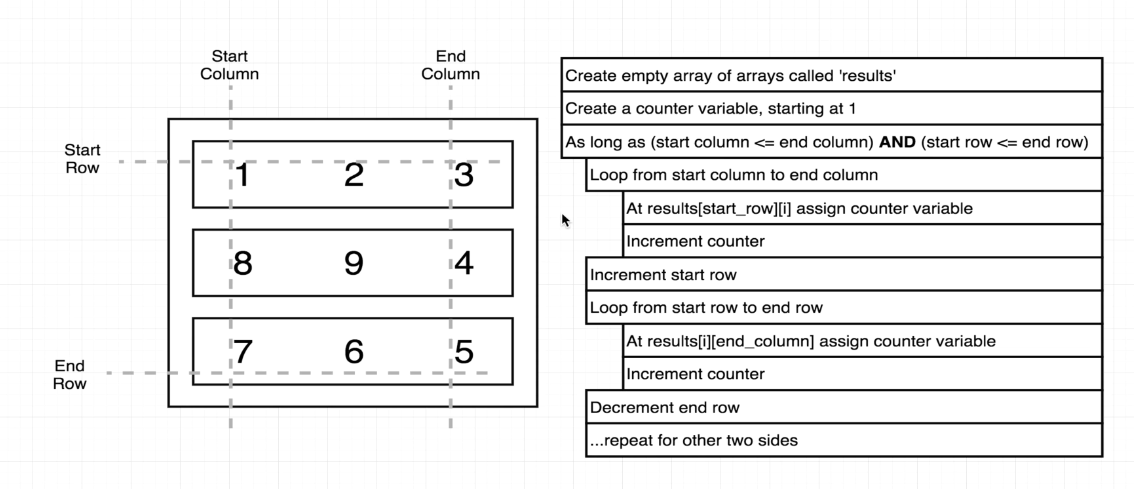 Start
Column
End
Column
Start
Row
1 2 3
8 9 4
7 6 5
End
Row
Create empty array of arrays called 'results'
Create a counter variable, starting at 1
As long as (start column <= end column) AND (start row <= end row)
Loop from start column to end column
At results[start_row][i] assign counter variable
Increment counter
Increment start row
Loop from start row to end row
At results[i][end_column] assign counter variable
Increment counter
Decrement end row
...repeat for other two sides